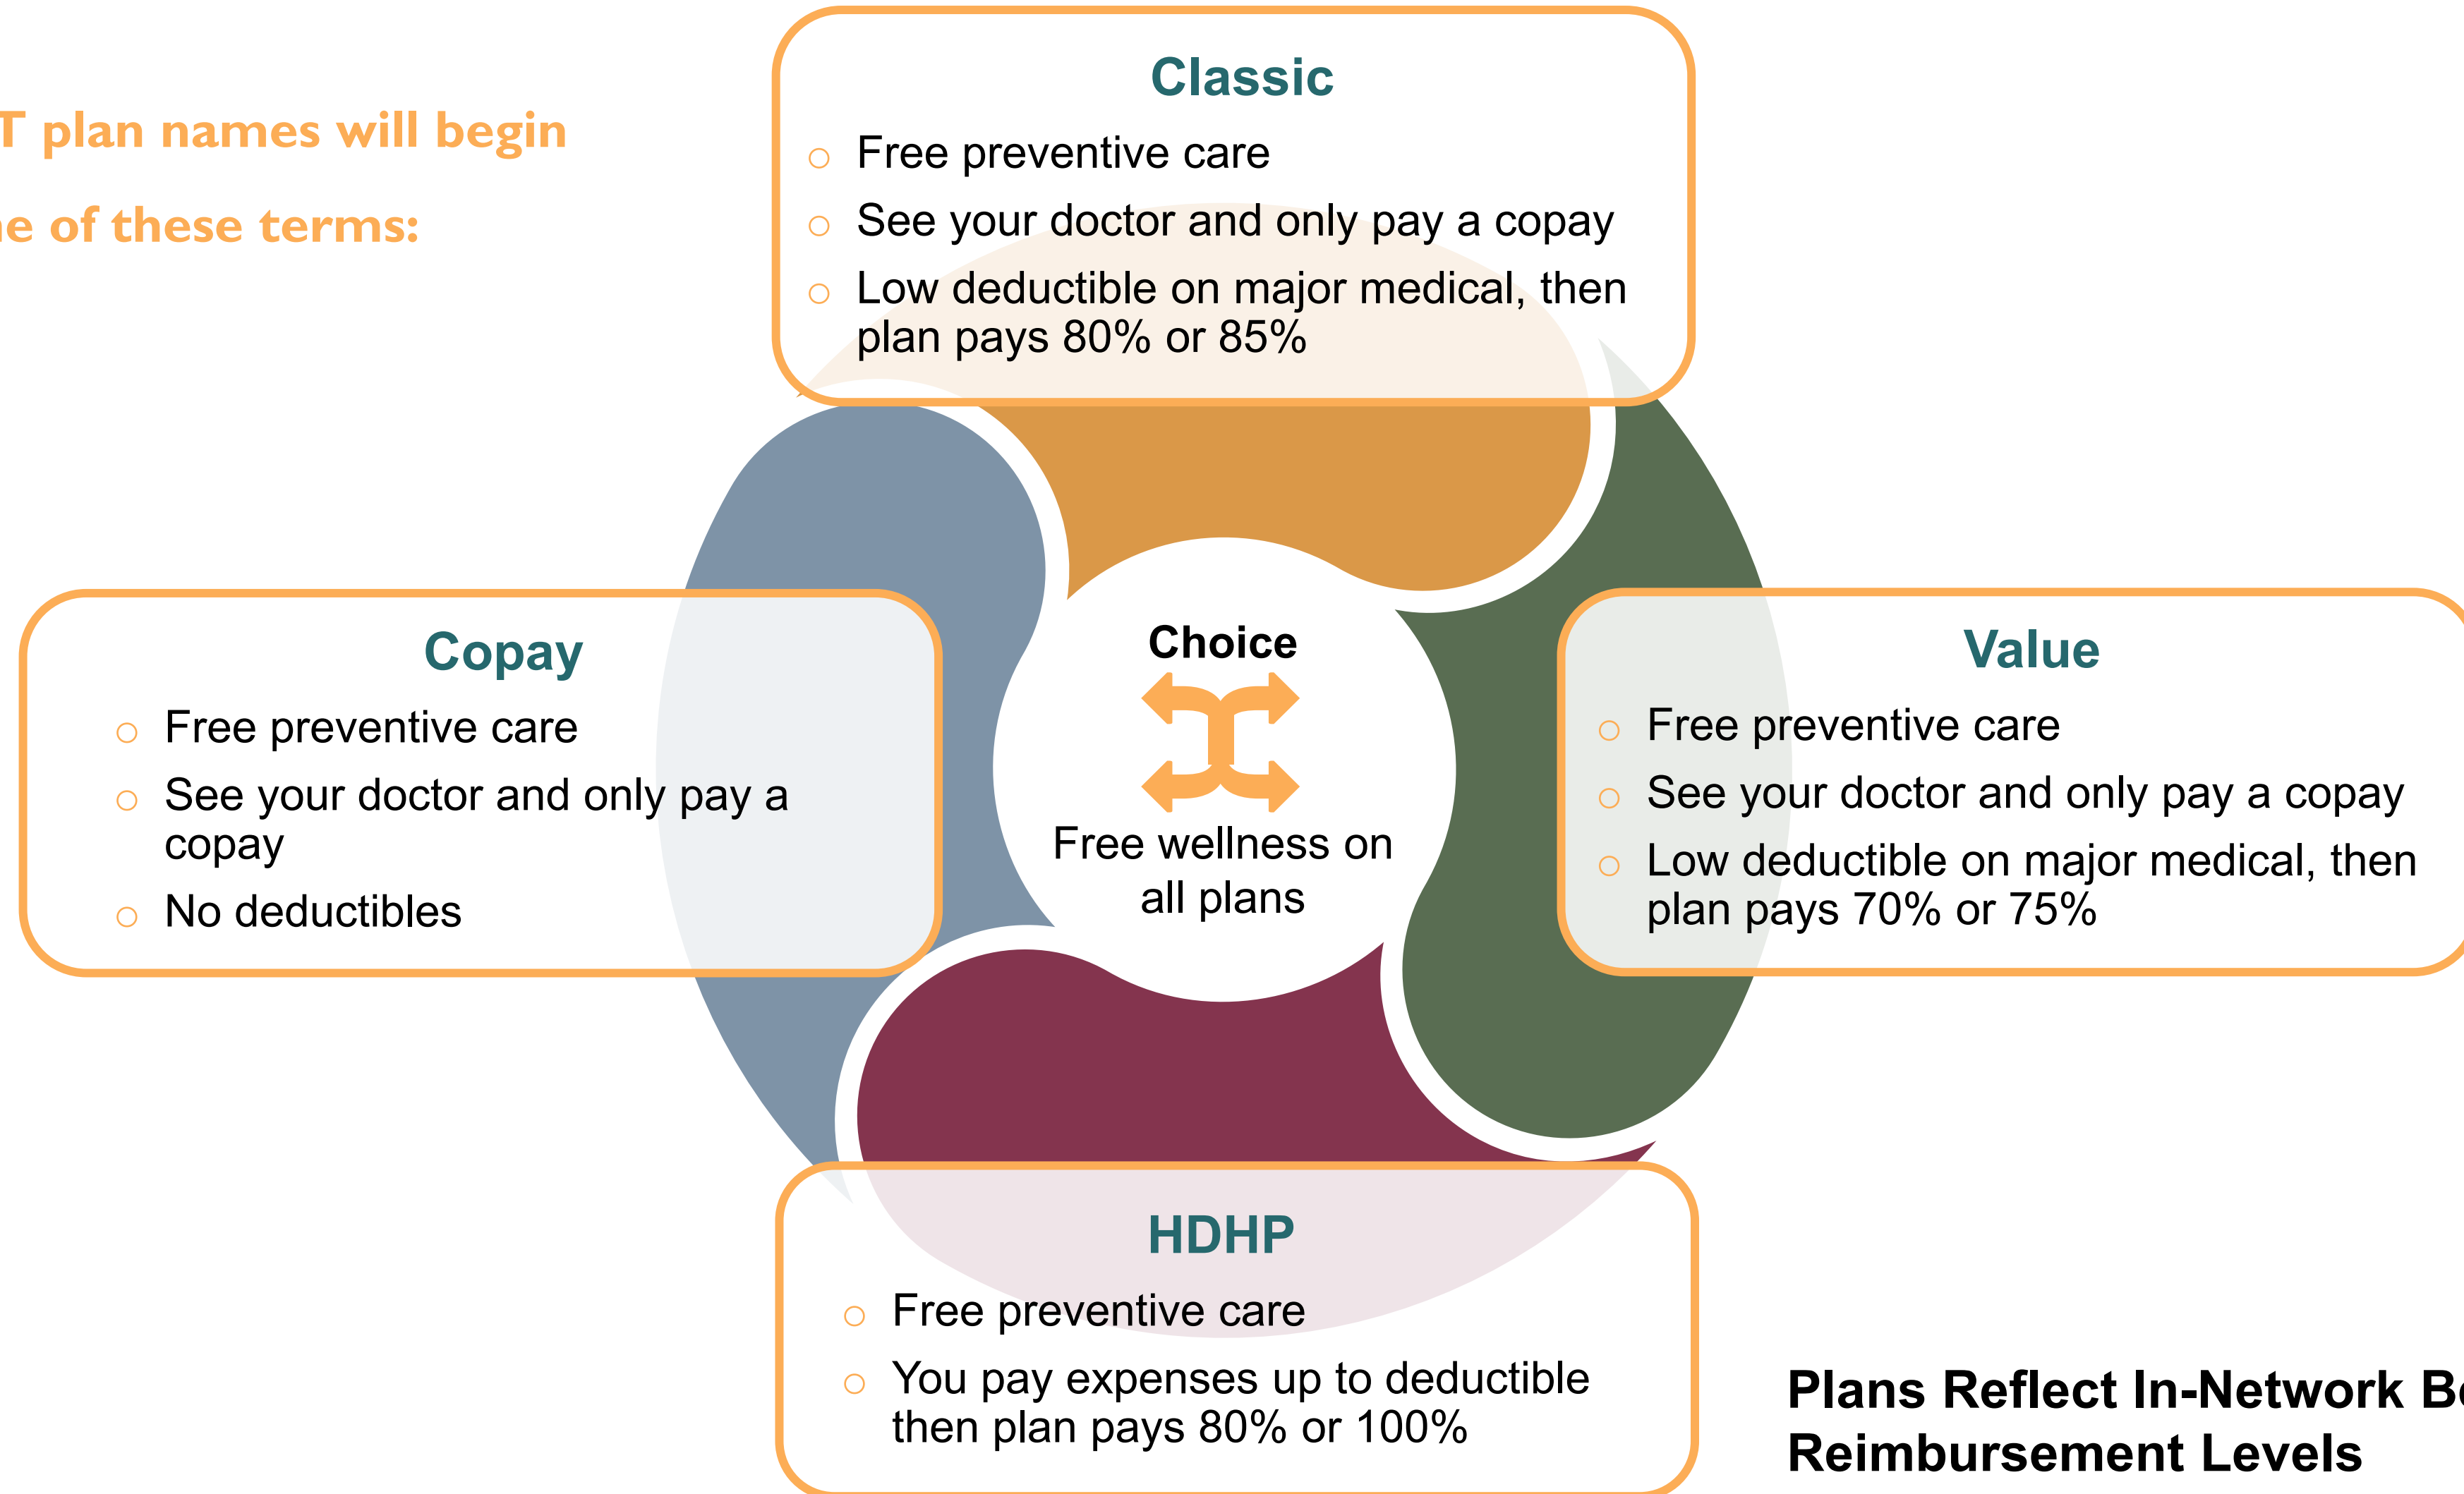 T plan names will begin
of these terms:
Classic
Free preventive care
See your doctor and only pay a copay
Low deductible on major medical, then
plan pays 80% or 85%
Copay
Free preventive care
See your doctor and only pay a
copay
No deductibles
Choice
Free wellness on
all plans
Value
Free preventive care
See your doctor and only pay a copay
Low deductible on major medical, then
plan pays 70% or 75%
HDHP
Free preventive care
You pay expenses up to deductible
then plan pays 80% or 100%
Plans Reflect In-Network
Reimbursement Levels